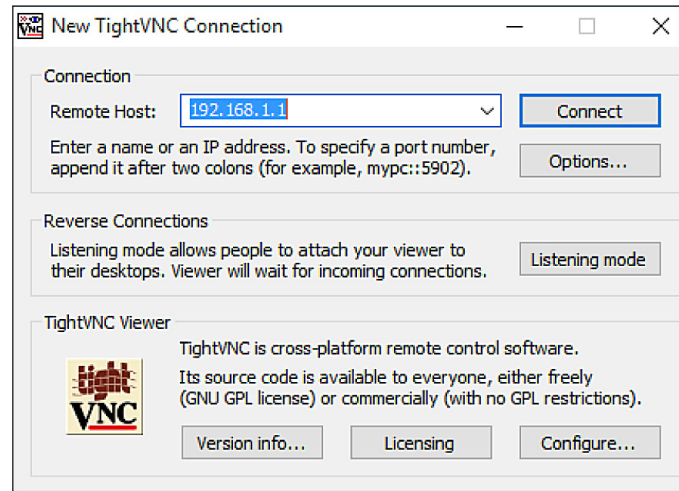 New TightVNC Connection
Connection
Remote Host:
192.168.1.1
Connect
Enter a name or an IP address. To specify a port number,
append it after two colons (for example, mypc::5902).
Options...
Reverse Connections
Listening mode allows people to attach your viewer to
their desktops. Viewer will wait for incoming connections.
Listening mode
TightVNC Viewer
tight
VNC
TightVNC is cross-platform remote control software.
Its source code is available to everyone, either freely
(GNU GPL license) or commercially (with no GPL restrictions).
Version info...
Licensing
Configure...